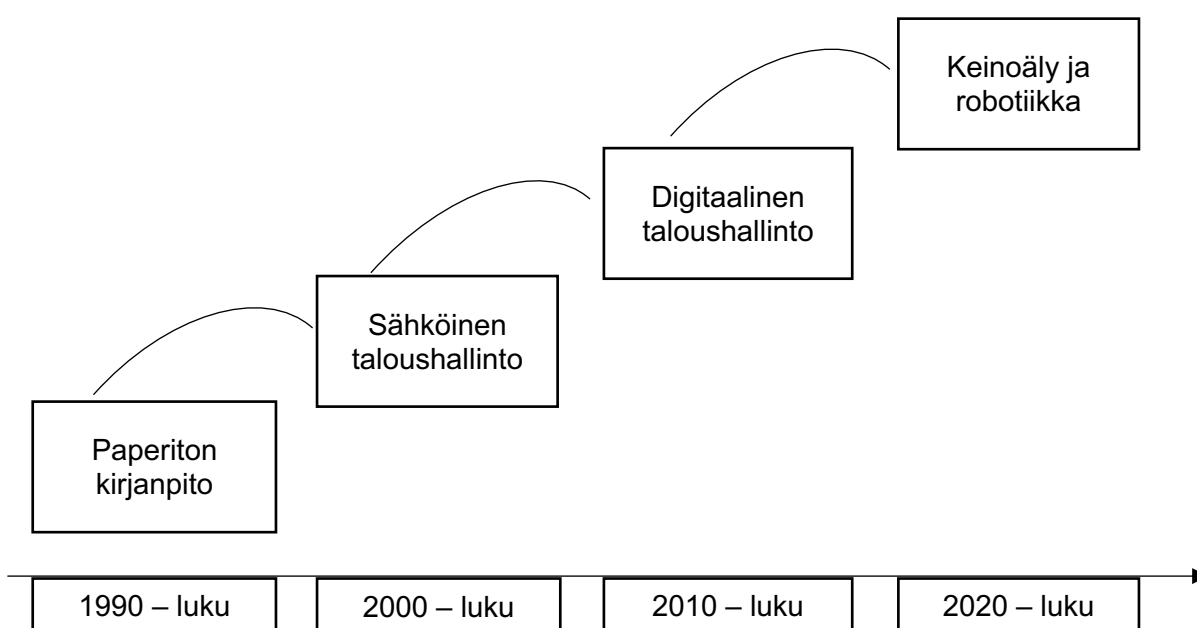 Keinoäly ja
robotiikka
Digitaalinen
taloushallinto
Sähköinen
taloushallinto
Paperiton
kirjanpito
1990 – luku
2000 – luku
2010 – luku
2020 – luku